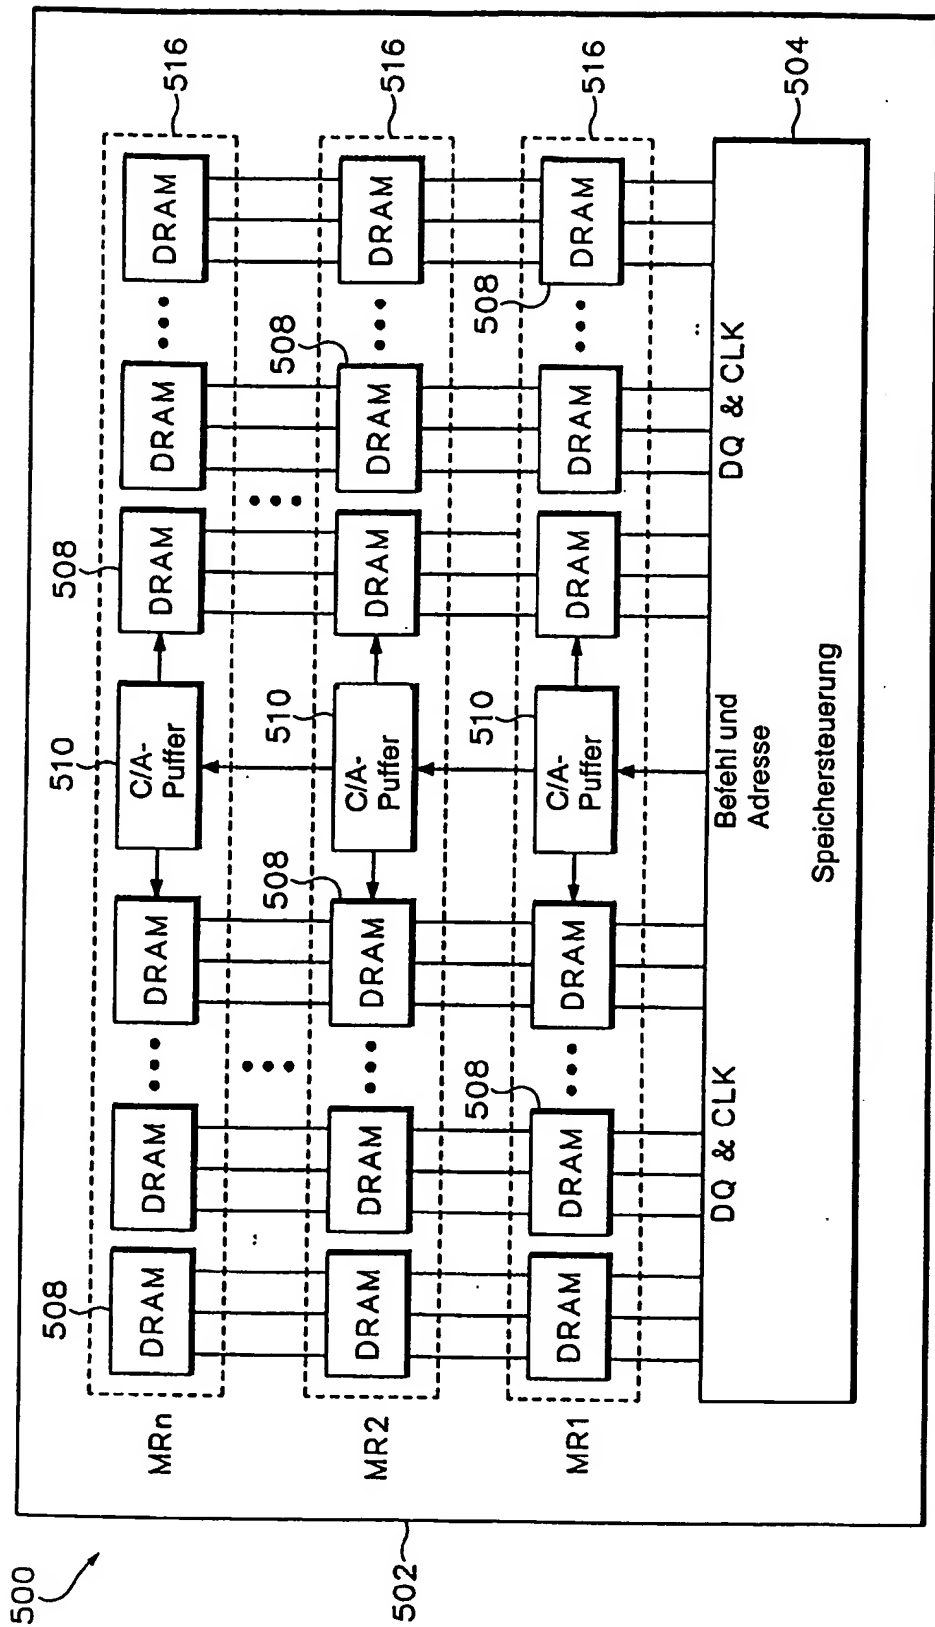 500
508
510
508
MRn
DRAM
DRAM
DRAM
C/A-
Puffer
DRAM
DRAM
DRAM
516
508
510
508
MR2
DRAM
DRAM
DRAM
C/A-
Puffer
DRAM
DRAM
DRAM
516
502
508
510
508
MR1
DRAM
DRAM
DRAM
C/A-
Puffer
DRAM
DRAM
DRAM
516
DQ & CLK
Befehl und
Adresse
DQ & CLK
Speichersteuerung
504